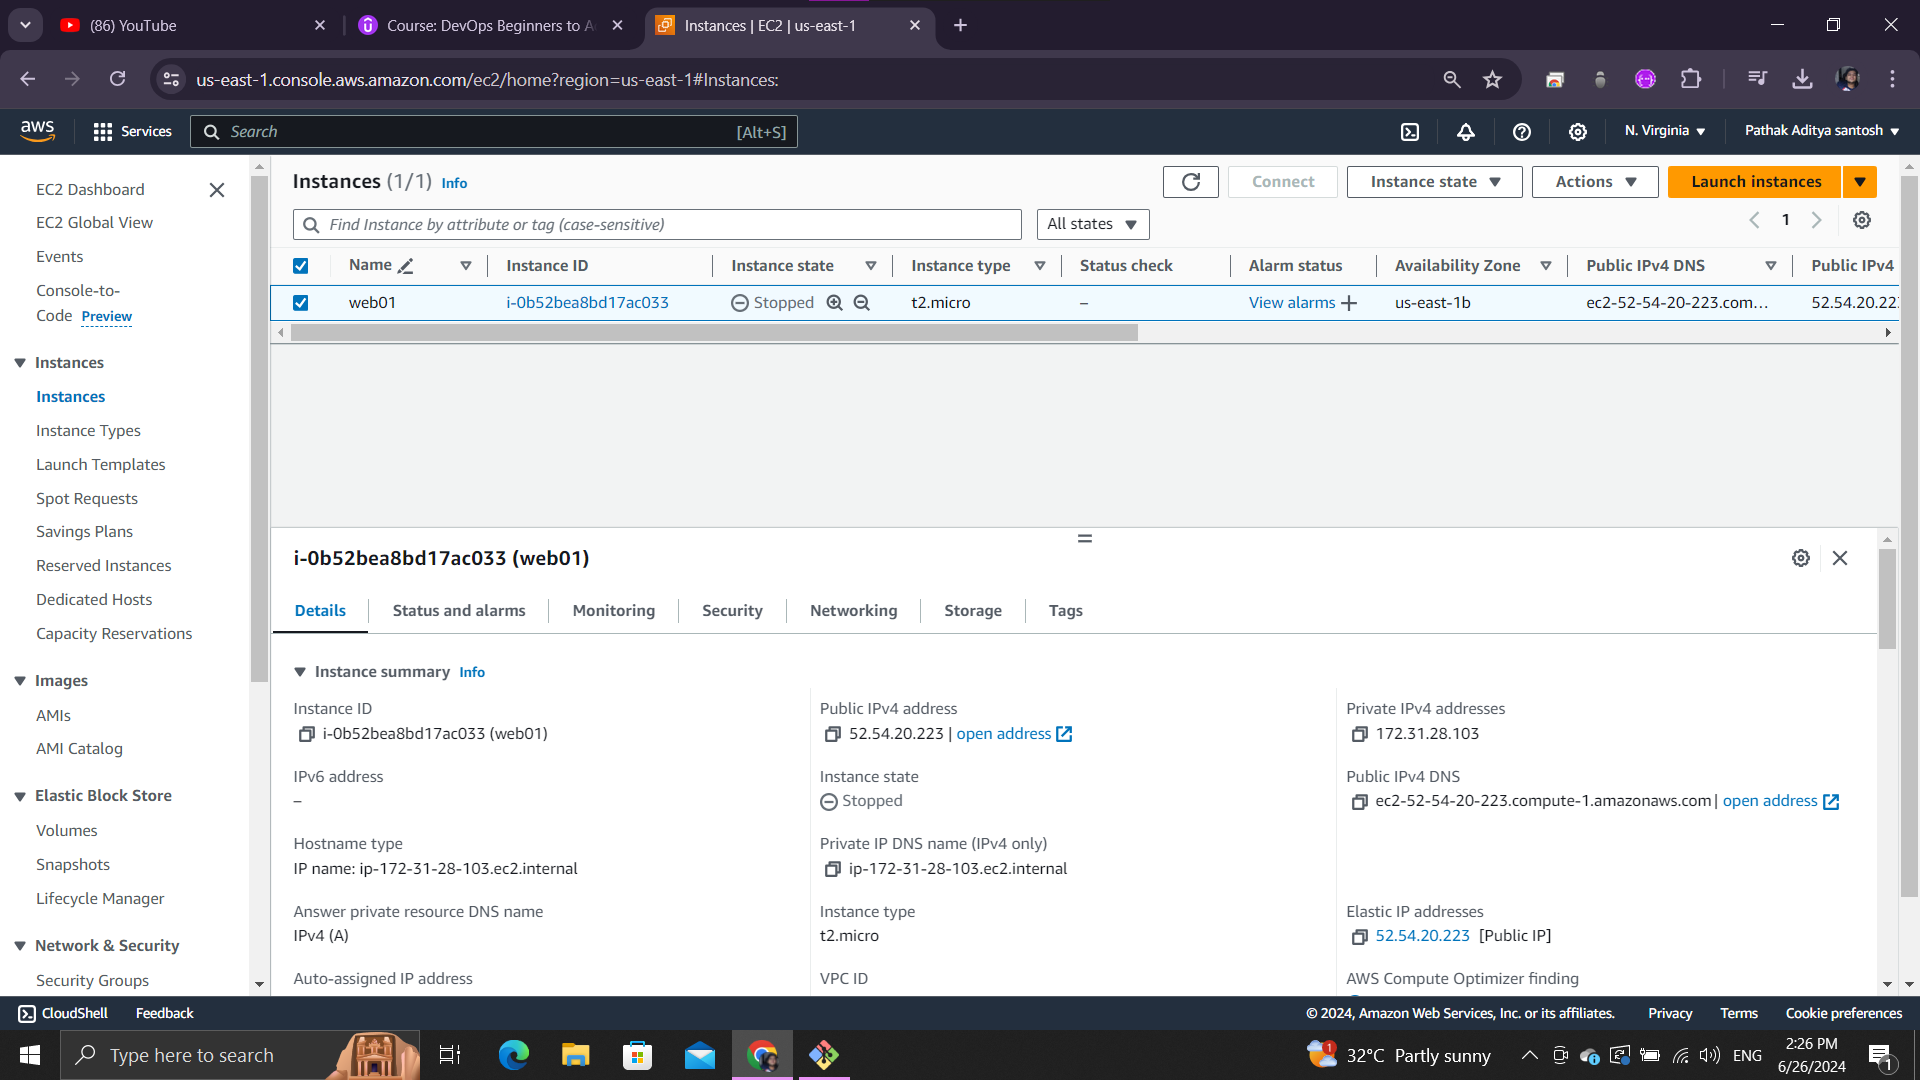 (86) YouTube
Course: DevOps Beginners to A
Instances | EC2 | us-east-1
us-east-1.console.aws.amazon.com/ec2/home?region=us-east-1#Instances:
aws
Services
Search
[Alt+S]
N. Virginia
Pathak Aditya santosh
EC2 Dashboard
EC2 Global View
Events
Console-to-
Code Preview
Instances
Instances
Instance Types
Launch Templates
Spot Requests
Savings Plans
Reserved Instances
Dedicated Hosts
Capacity Reservations
Images
AMIs
AMI Catalog
Elastic Block Store
Volumes
Snapshots
Lifecycle Manager
Network & Security
Security Groups
Instances (1/1) Info
Connect
Instance state
Actions
Launch instances
Find Instance by attribute or tag (case-sensitive)
All states
1
Name
Instance ID
Instance state
Instance type
Status check
Alarm status
Availability Zone
Public IPv4 DNS
Public IPv4
web01
i-0b52bea8bd17ac033
Stopped
t2.micro
–
View alarms
us-east-1b
ec2-52-54-20-223.com...
52.54.20.22
i-0b52bea8bd17ac033 (web01)
Details
Status and alarms
Monitoring
Security
Networking
Storage
Tags
Instance summary Info
Instance ID
i-0b52bea8bd17ac033 (web01)
Public IPv4 address
52.54.20.223 | open address
Private IPv4 addresses
172.31.28.103
IPv6 address
–
Instance state
Stopped
Public IPv4 DNS
ec2-52-54-20-223.compute-1.amazonaws.com | open address
Hostname type
IP name: ip-172-31-28-103.ec2.internal
Private IP DNS name (IPv4 only)
ip-172-31-28-103.ec2.internal
Answer private resource DNS name
IPv4 (A)
Instance type
t2.micro
Elastic IP addresses
52.54.20.223 [Public IP]
Auto-assigned IP address
VPC ID
AWS Compute Optimizer finding
CloudShell
Feedback
© 2024, Amazon Web Services, Inc. or its affiliates.
Privacy
Terms
Cookie preferences
Type here to search
1
32°C Partly sunny
ENG
2:26 PM
6/26/2024
1